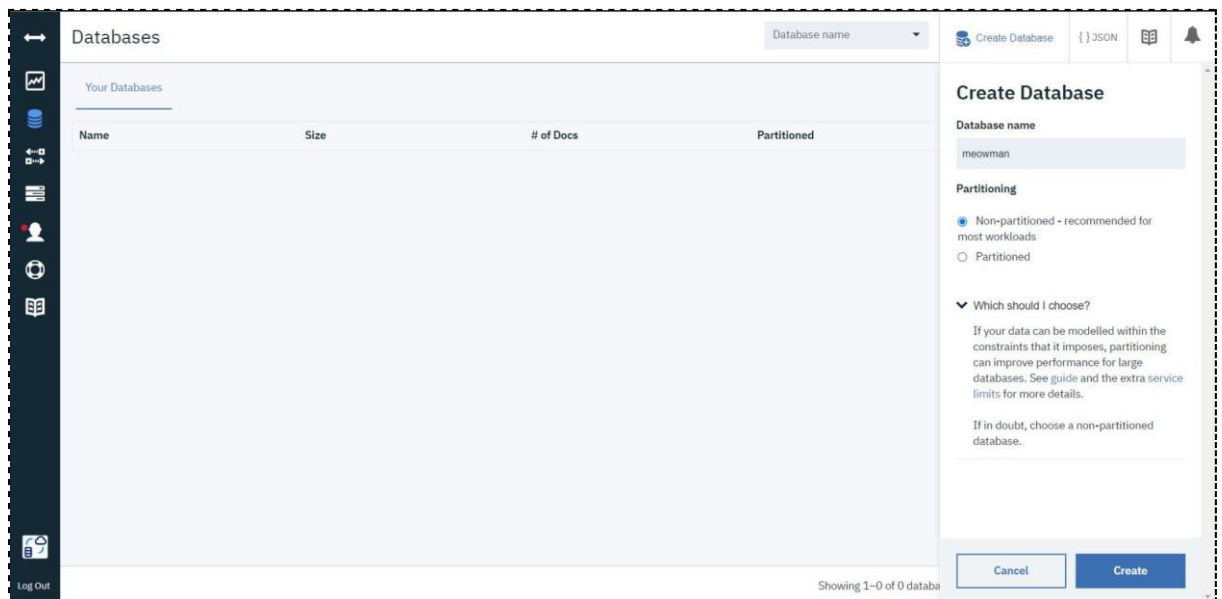 Databases
Database name
Create Database
{ } JSON
Your Databases
Name Size # of Docs Partitioned
Create Database
Database name
meowman
Partitioning
Non-partitioned - recommended for
most workloads
Partitioned
Which should I choose?
If your data can be modelled within the
constraints that it imposes, partitioning
can improve performance for large
databases. See guide and the extra service
limits for more details.
If in doubt, choose a non-partitioned
database.
Cancel
Create
Log Out
Showing 1–0 of 0 databa